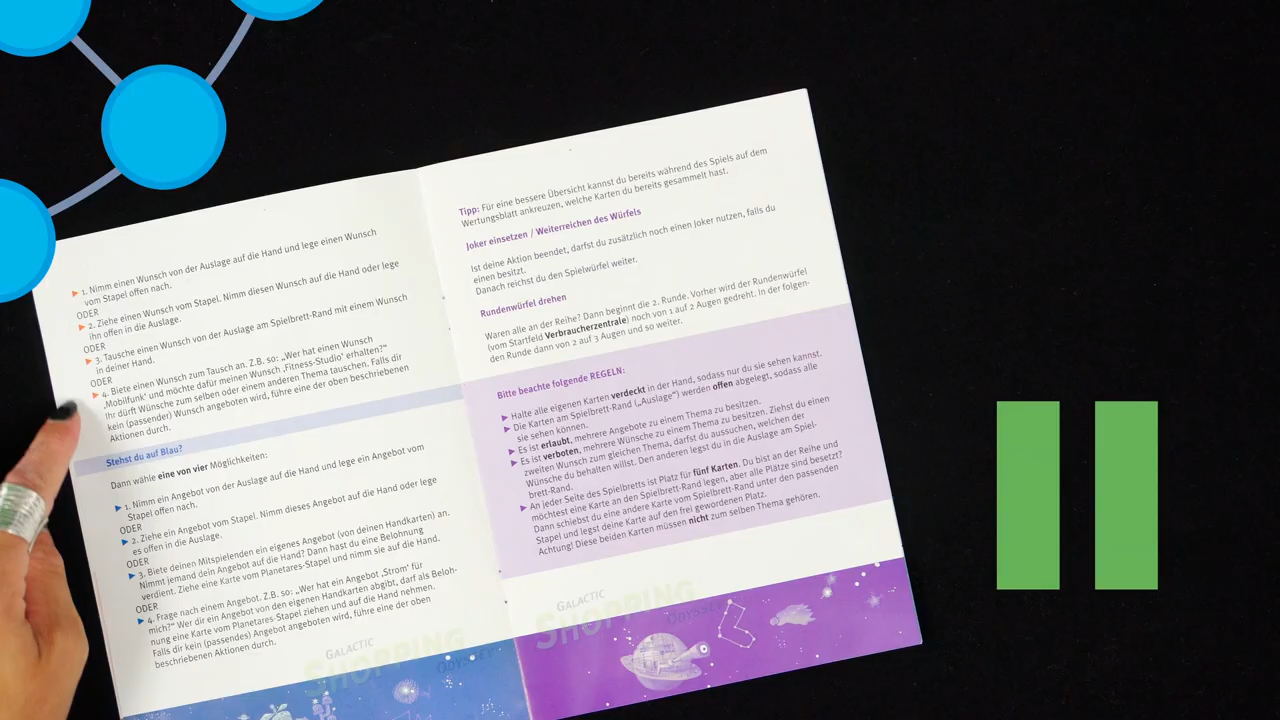 ▶ 1. Nimm einen Wunsch von der Auslage auf die Hand und lege einen Wunsch
vom Stapel offen nach.
ODER
▶ 2. Ziehe einen Wunsch vom Stapel. Nimm diesen Wunsch auf die Hand oder lege
ihn offen in die Auslage.
ODER
▶ 3. Tausche einen Wunsch von der Auslage am Spielbrett-Rand mit einem Wunsch
in deiner Hand.
ODER
▶ 4. Biete einen Wunsch zum Tausch an. Z.B. so: „Wer hat einen Wunsch
‚Mobilfunk‘ und möchte dafür meinen Wunsch ‚Fitness-Studio‘ erhalten?“
Ihr dürft Wünsche zum selben oder einem anderen Thema tauschen. Falls dir
kein (passender) Wunsch angeboten wird, führe eine der oben beschriebenen
Aktionen durch.
Stehst du auf Blau?
Dann wähle eine von vier Möglichkeiten:
▶ 1. Nimm ein Angebot von der Auslage auf die Hand und lege ein Angebot vom
Stapel offen nach.
ODER
▶ 2. Ziehe ein Angebot vom Stapel. Nimm dieses Angebot auf die Hand oder lege
es offen in die Auslage.
ODER
▶ 3. Biete deinen Mitspielenden ein eigenes Angebot (von deinen Handkarten) an.
Nimmt jemand dein Angebot auf die Hand? Dann hast du eine Belohnung
verdient. Ziehe eine Karte vom Planetares-Stapel und nimm sie auf die Hand.
ODER
▶ 4. Frage nach einem Angebot. Z.B. so: „Wer hat ein Angebot ‚Strom‘ für
mich?“ Wer dir ein Angebot von den eigenen Handkarten abgibt, darf als Beloh-
nung eine Karte vom Planetares-Stapel ziehen und auf die Hand nehmen.
Falls dir kein (passendes) Angebot angeboten wird, führe eine der oben
beschriebenen Aktionen durch.
GALACTIC
SHOPPING
ODYSSEY
Tipp: Für eine bessere Übersicht kannst du bereits während des Spiels auf dem
Wertungsblatt ankreuzen, welche Karten du bereits gesammelt hast.
Joker einsetzen / Weiterreichen des Würfels
Ist deine Aktion beendet, darfst du zusätzlich noch einen Joker nutzen, falls du
einen besitzt.
Danach reichst du den Spielwürfel weiter.
Rundenwürfel drehen
Waren alle an der Reihe? Dann beginnt die 2. Runde. Vorher wird der Rundenwürfel
(vom Startfeld Verbraucherzentrale) noch von 1 auf 2 Augen gedreht. In der folgen-
den Runde dann von 2 auf 3 Augen und so weiter.
Bitte beachte folgende REGELN:
▶ Halte alle eigenen Karten verdeckt in der Hand, sodass nur du sie sehen kannst.
▶ Die Karten am Spielbrett-Rand („Auslage“) werden offen abgelegt, sodass alle
sie sehen können.
▶ Es ist erlaubt, mehrere Angebote zu einem Thema zu besitzen.
▶ Es ist verboten, mehrere Wünsche zu einem Thema zu besitzen. Ziehst du einen
zweiten Wunsch zum gleichen Thema, darfst du aussuchen, welchen der
Wünsche du behalten willst. Den anderen legst du in die Auslage am Spiel-
brett-Rand.
▶ An jeder Seite des Spielbretts ist Platz für fünf Karten. Du bist an der Reihe und
möchtest eine Karte an den Spielbrett-Rand legen, aber alle Plätze sind besetzt?
Dann schiebst du eine andere Karte vom Spielbrett-Rand unter den passenden
Stapel und legst deine Karte auf den frei gewordenen Platz.
Achtung! Diese beiden Karten müssen nicht zum selben Thema gehören.
GALACTIC
SHOPPING
ODYSSEY